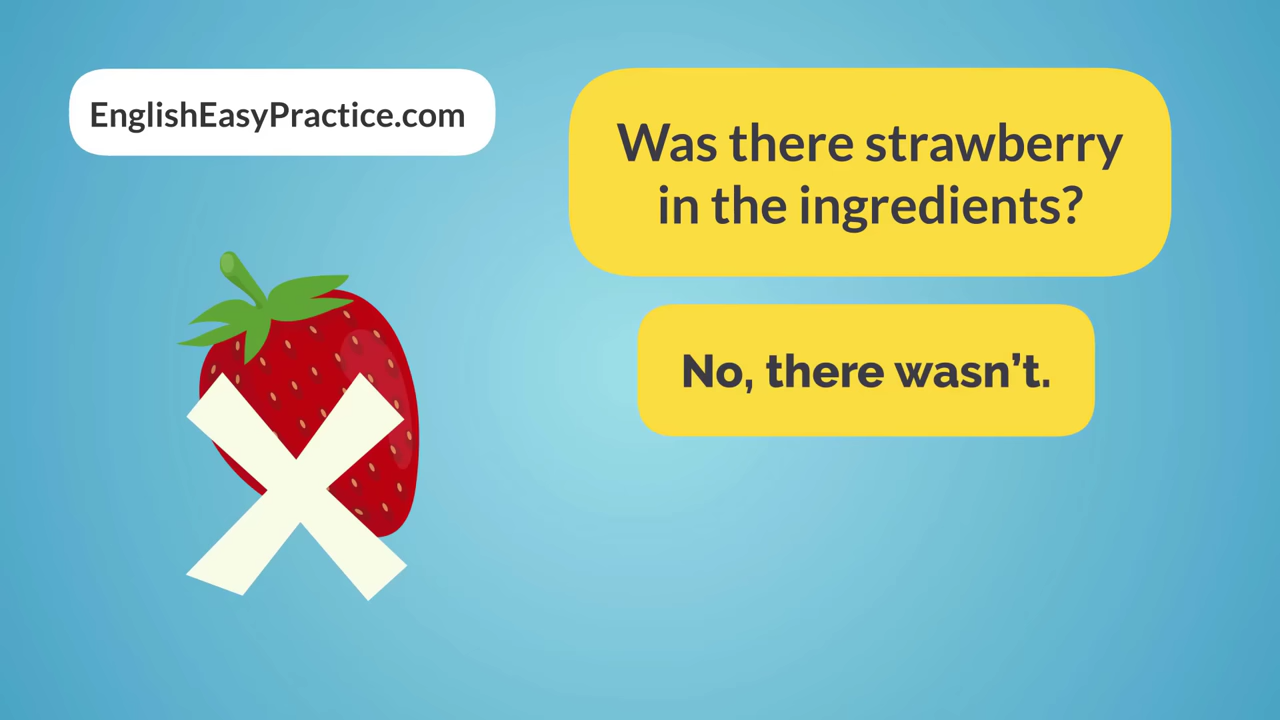 EnglishEasyPractice.com
Was there strawberry
in the ingredients?
No, there wasn’t.